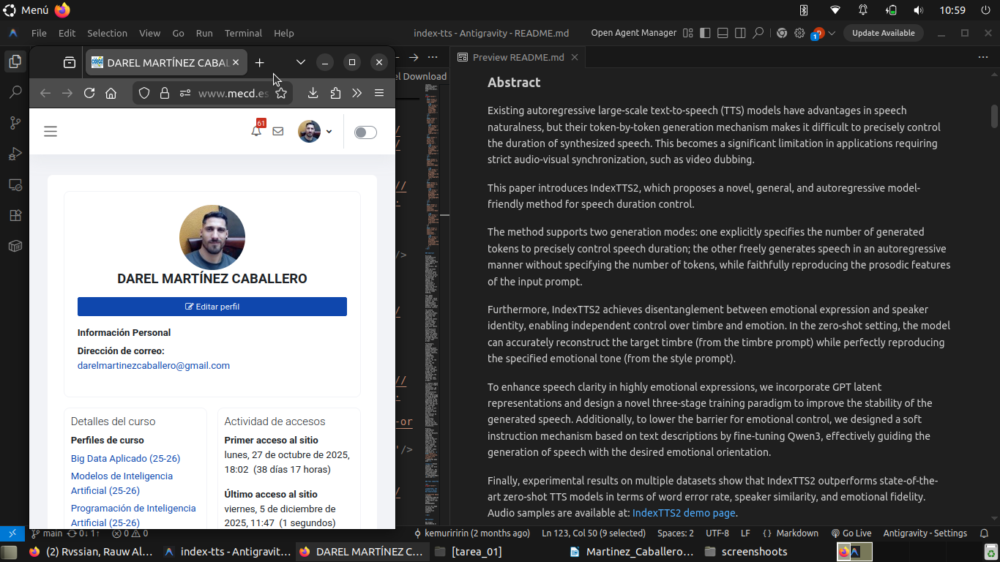 Menú
10:59
File Edit Selection View Go Run Terminal Help
index-tts - Antigravity - README.md
Open Agent Manager
1
Update Available
DAREL MARTÍNEZ CABAL
www.mecd.es
61
DAREL MARTÍNEZ CABALLERO
Editar perfil
Información Personal
Dirección de correo:
darelmartinezcaballero@gmail.com
Detalles del curso
Perfiles de curso
Big Data Aplicado (25-26)
Modelos de Inteligencia
Artificial (25-26)
Programación de Inteligencia
Artificial (25-26)
Actividad de accesos
Primer acceso al sitio
lunes, 27 de octubre de 2025,
18:02 (38 días 17 horas)
Último acceso al sitio
viernes, 5 de diciembre de
2025, 11:47 (1 segundos)
el Download
//
-or
'/>
Preview README.md
Abstract
Existing autoregressive large-scale text-to-speech (TTS) models have advantages in speech
naturalness, but their token-by-token generation mechanism makes it difficult to precisely control
the duration of synthesized speech. This becomes a significant limitation in applications requiring
strict audio-visual synchronization, such as video dubbing.
This paper introduces IndexTTS2, which proposes a novel, general, and autoregressive model-
friendly method for speech duration control.
The method supports two generation modes: one explicitly specifies the number of generated
tokens to precisely control speech duration; the other freely generates speech in an autoregressive
manner without specifying the number of tokens, while faithfully reproducing the prosodic features
of the input prompt.
Furthermore, IndexTTS2 achieves disentanglement between emotional expression and speaker
identity, enabling independent control over timbre and emotion. In the zero-shot setting, the model
can accurately reconstruct the target timbre (from the timbre prompt) while perfectly reproducing
the specified emotional tone (from the style prompt).
To enhance speech clarity in highly emotional expressions, we incorporate GPT latent
representations and design a novel three-stage training paradigm to improve the stability of the
generated speech. Additionally, to lower the barrier for emotional control, we designed a soft
instruction mechanism based on text descriptions by fine-tuning Qwen3, effectively guiding the
generation of speech with the desired emotional orientation.
Finally, experimental results on multiple datasets show that IndexTTS2 outperforms state-of-the-
art zero-shot TTS models in terms of word error rate, speaker similarity, and emotional fidelity.
Audio samples are available at: IndexTTS2 demo page.
main 0↓ 1↑ 0 0
kemuriririn (2 months ago) Ln 123, Col 50 (9 selected) Spaces: 2 UTF-8 LF {} Markdown Go Live Antigravity - Settings
(2) Rvssian, Rauw Al... index-tts - Antigravit... DAREL MARTÍNEZ C... [tarea_01] Martinez_Caballero... screenshoots